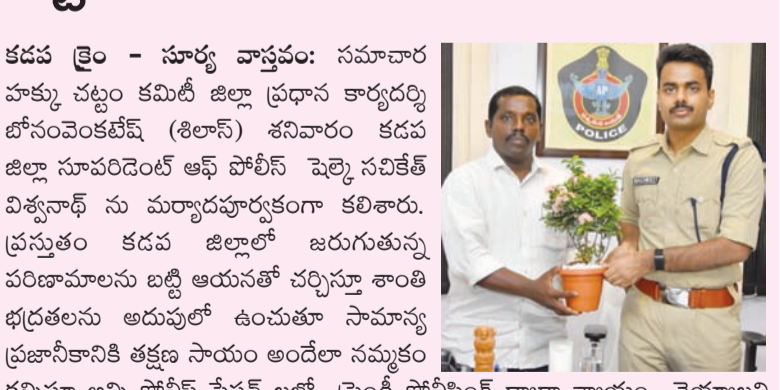 కడప క్రైం - సూర్య వాస్తవం: సమాచార
హక్కు చట్టం కమిటీ జిల్లా ప్రధాన కార్యదర్శి
బోనంవెంకటేష్ (శిలాస్) శనివారం కడప
జిల్లా సూపరిడెంట్ ఆఫ్ పోలీస్ షెల్కె సచికేత్
విశ్వనాథ్ ను మర్యాదపూర్వకంగా కలిశారు.
ప్రస్తుతం కడప జిల్లాలో జరుగుతున్న
పరిణామాలను బట్టి ఆయనతో చర్చిస్తూ శాంతి
భద్రతలను అదుపులో ఉంచుతూ సామాన్య
ప్రజానీకానికి తక్షణ సాయం అందేలా నమ్మకం
AP
POLICE